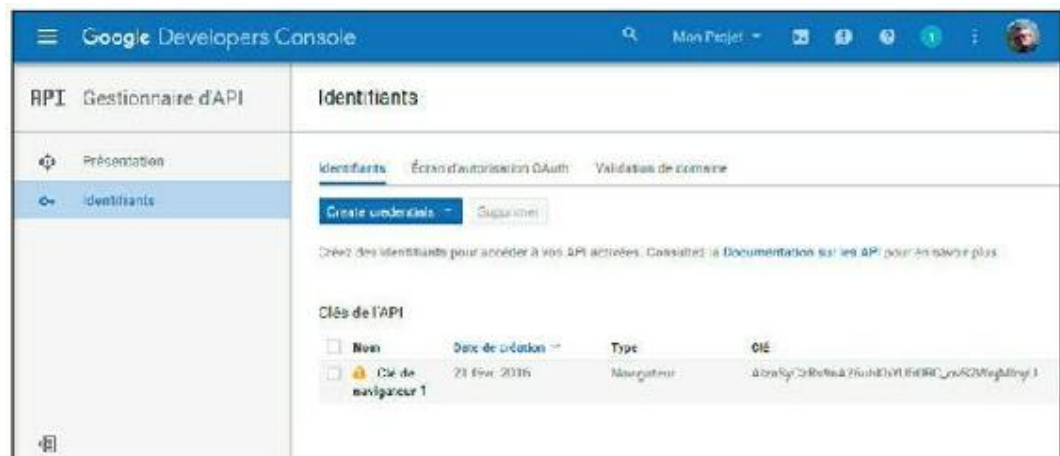 Google Developers Console
Mon Projet
1
API Gestionnaire d'API
Identifiants
Présentation
Identifiants
Identifiants Écran d'autorisation OAuth Validation de domaine
Create credentials Supprimer
Créez des identifiants pour accéder à vos API activées. Consultez la Documentation sur les API pour en savoir plus
Clés de l'API
Nom Date de création Type Clé
Clé de navigateur 1 21 févr. 2016 Navigateur